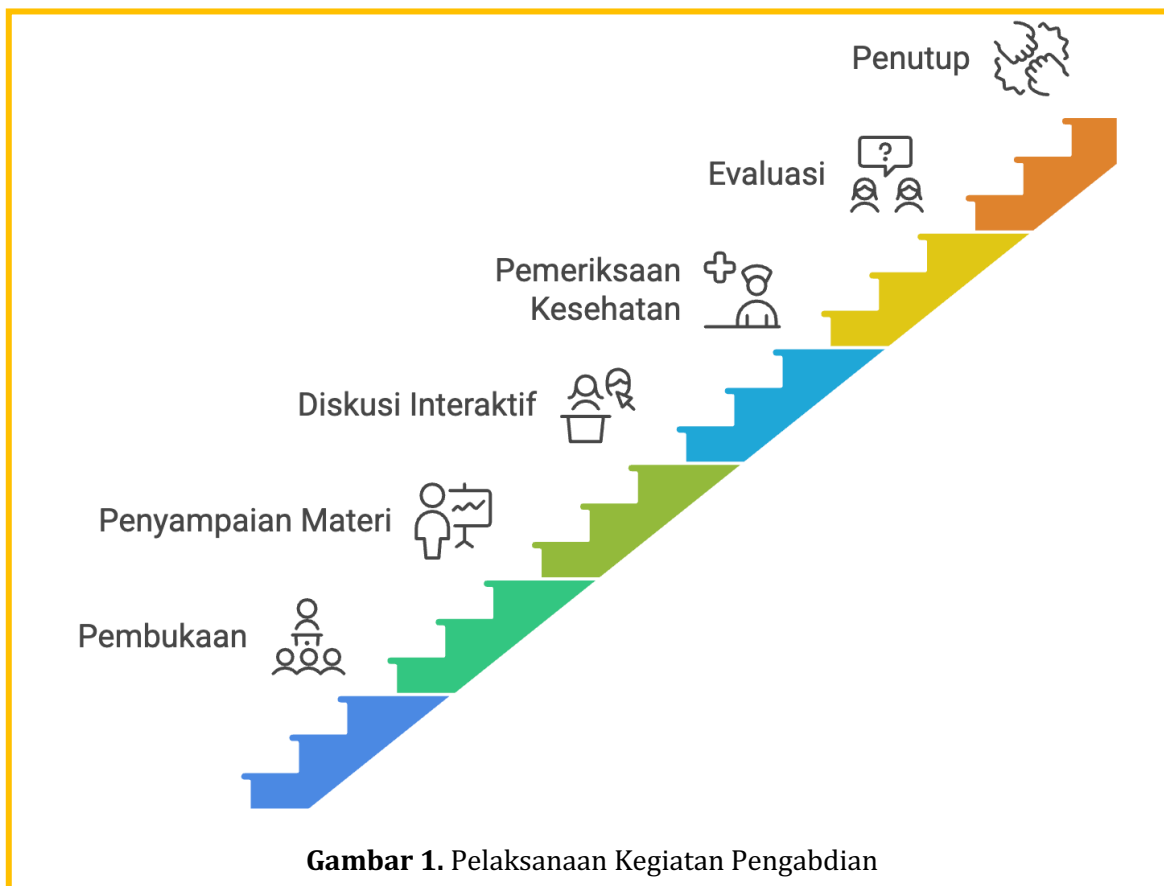 Penutup
Evaluasi
?
Pemeriksaan
Kesehatan
Diskusi Interaktif
Penyampaian Materi
Pembukaan
Gambar 1. Pelaksanaan Kegiatan Pengabdian